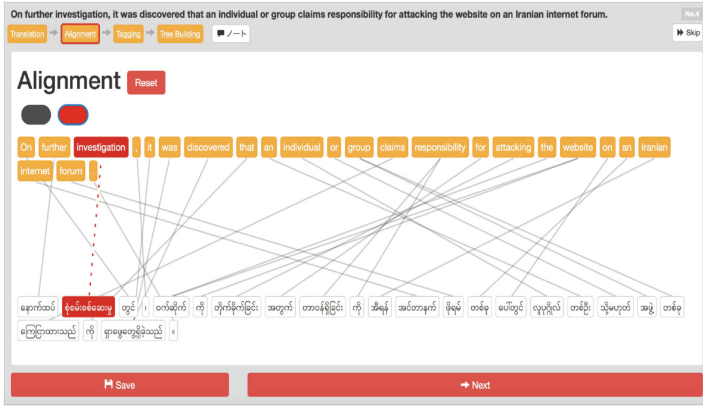 On further investigation, it was discovered that an individual or group claims responsibility for attacking the website on an Iranian internet forum.
No.4
Translation Alignment Tagging Tree Building ノート Skip
Alignment Reset
On further investigation , it was discovered that an individual or group claims responsibility for attacking the website on an Iranian
internet forum .
နောက်ထပ် စုံစမ်းစစ်ဆေးမှု တွင် ၊ ဝက်ဆိုက် ကို တိုက်ခိုက်ခြင်း အတွက် တာဝန်ရှိခြင်း ကို အီရန် အင်တာနက် ဖိုရမ် တစ်ခု ပေါ်တွင် လူပုဂ္ဂိုလ် တစ်ဦး သို့မဟုတ် အဖွဲ့ တစ်ခု
ကြေငြာထားသည် ကို ရှာဖွေတွေ့ရှိခဲ့သည် ။
Save Next